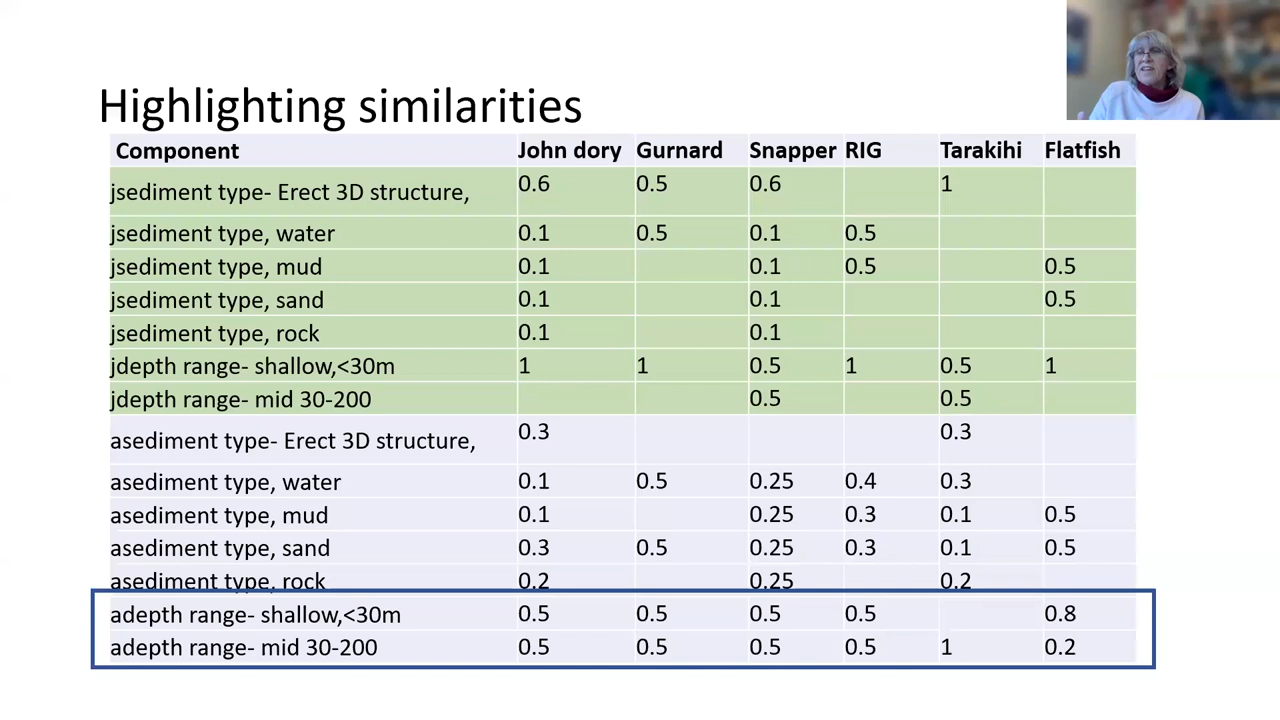 Highlighting similarities
Component John dory Gurnard Snapper RIG Tarakihi Flatfish
jsediment type- Erect 3D structure, 0.6 0.5 0.6 1
jsediment type, water 0.1 0.5 0.1 0.5
jsediment type, mud 0.1 0.1 0.5 0.5
jsediment type, sand 0.1 0.1 0.5
jsediment type, rock 0.1 0.1
jdepth range- shallow,<30m 1 1 0.5 1 0.5 1
jdepth range- mid 30-200 0.5 0.5
asediment type- Erect 3D structure, 0.3 0.3
asediment type, water 0.1 0.5 0.25 0.4 0.3
asediment type, mud 0.1 0.25 0.3 0.1 0.5
asediment type, sand 0.3 0.5 0.25 0.3 0.1 0.5
asediment type, rock 0.2 0.25 0.2
adepth range- shallow,<30m 0.5 0.5 0.5 0.5 0.8
adepth range- mid 30-200 0.5 0.5 0.5 0.5 1 0.2